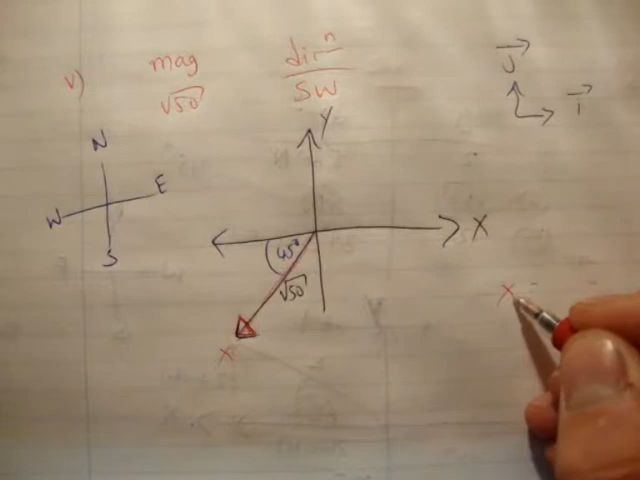 v) mag dirⁿ
√50 SW
J
i
N
W E
S
Y
X
45°
√50
x
x